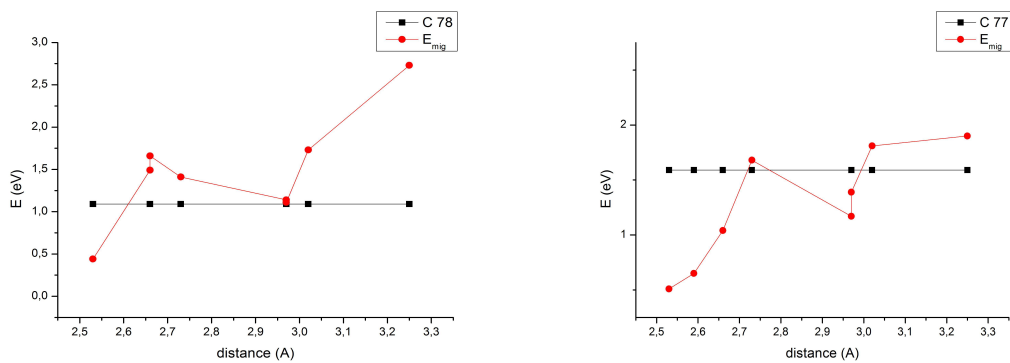 C 78
E mig
3,0
2,5
2,0
1,5
1,0
0,5
0,0
E (eV)
2,5 2,6 2,7 2,8 2,9 3,0 3,1 3,2 3,3
distance (A)
C 77
E mig
2
1
E (eV)
2,5 2,6 2,7 2,8 2,9 3,0 3,1 3,2 3,3
distance (A)